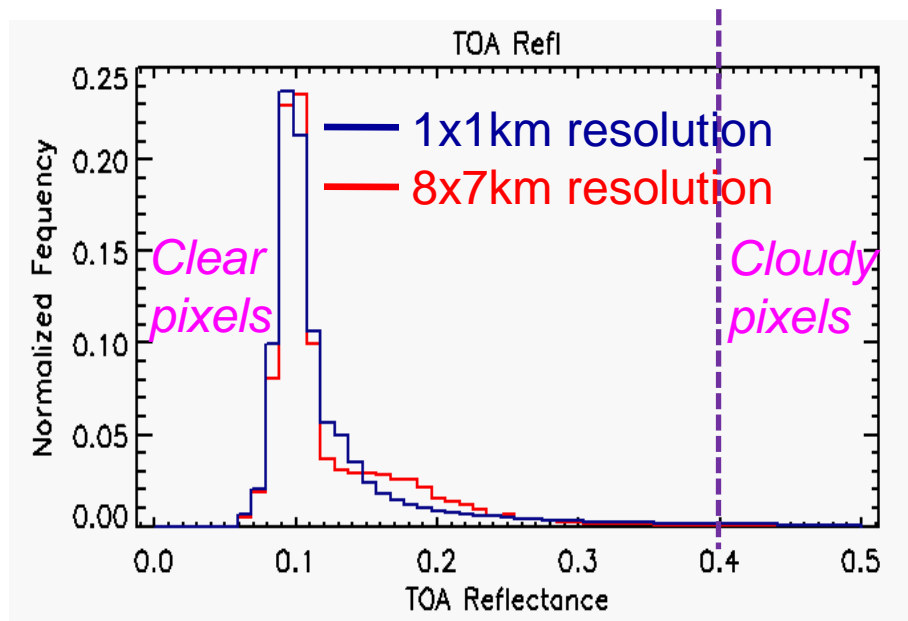 TOA Refl
0.25
0.20
0.15
0.10
0.05
0.00
Normalized Fequency
1x1km resolution
8x7km resolution
Clear
pixels
Cloudy
pixels
0.0 0.1 0.2 0.3 0.4 0.5
TOA Reflectance